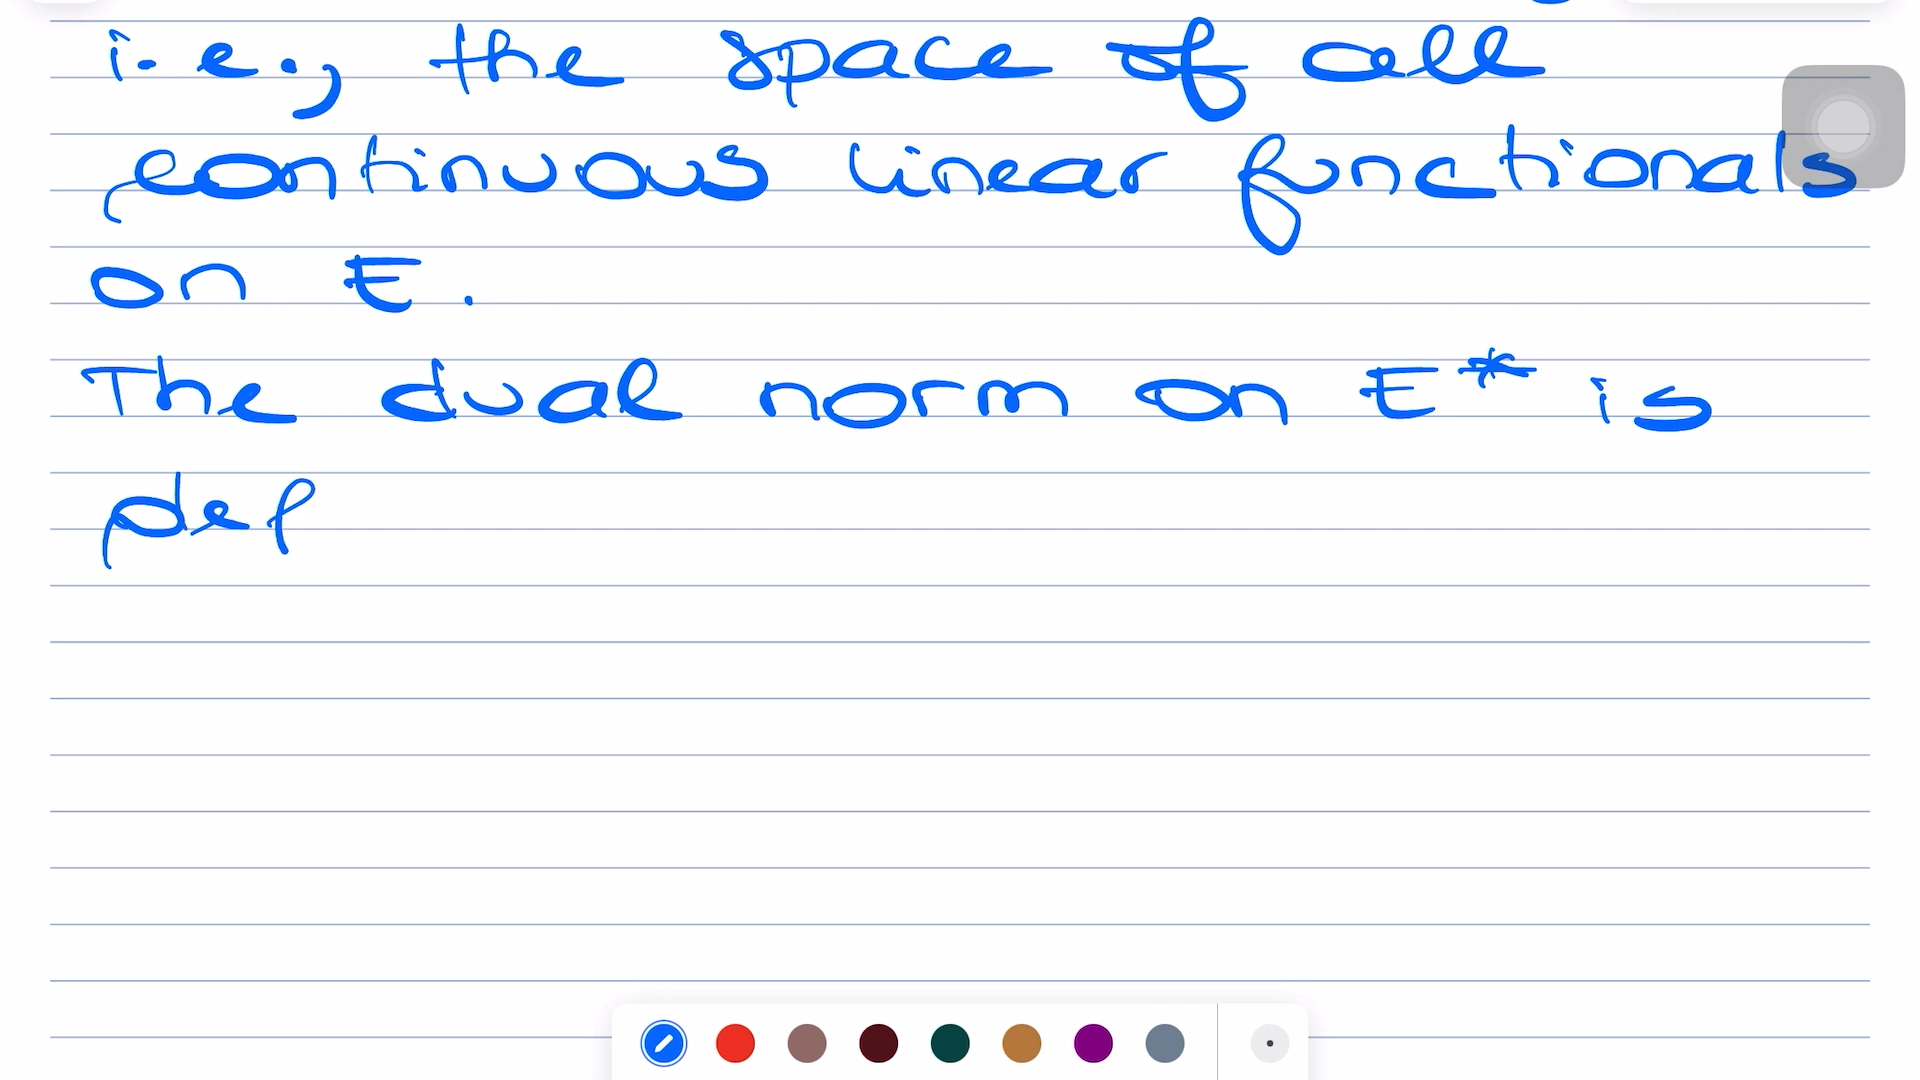 i.e., the space of all
continuous linear functionals
on E.
The dual norm on E* is
def